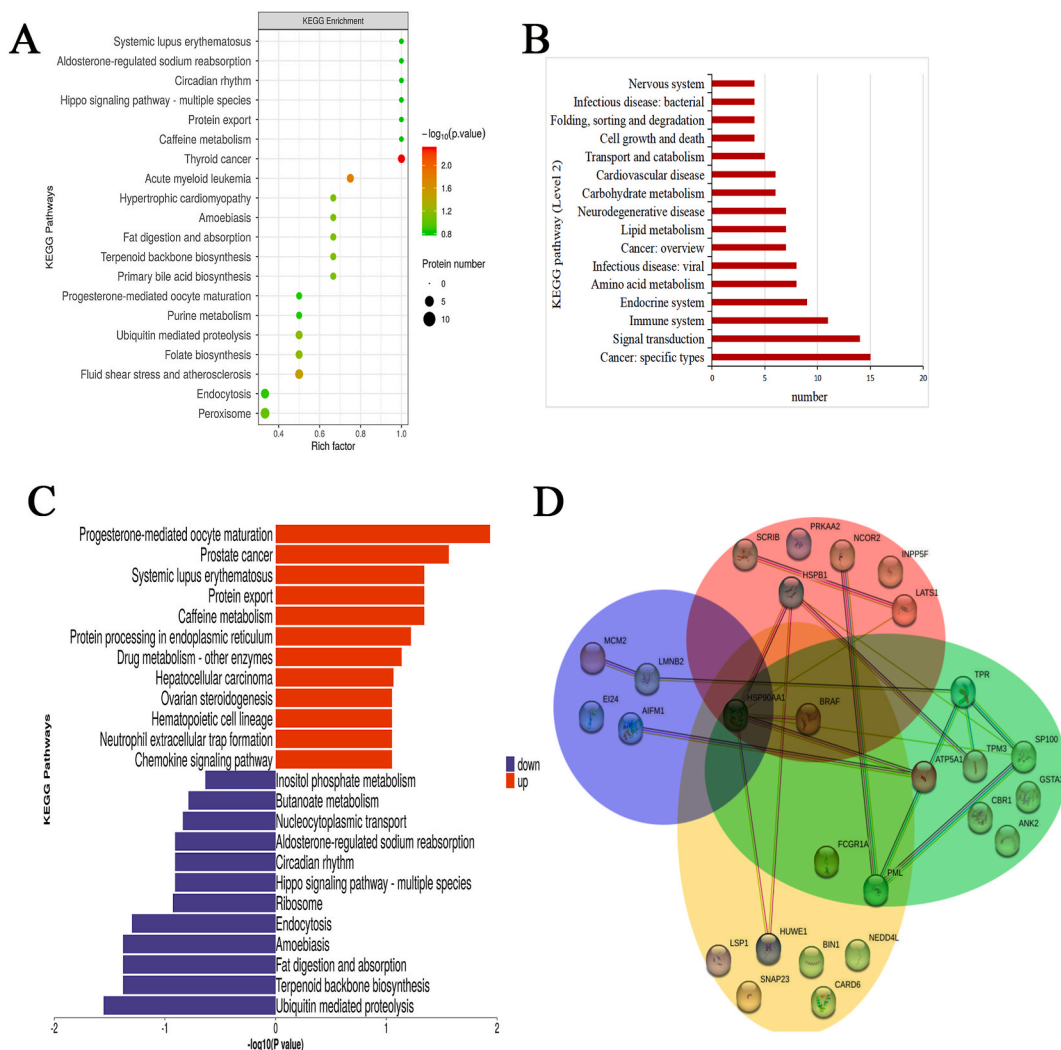 A
KEGG Enrichment
KEGG Pathways
Systemic lupus erythematosus
Aldosterone-regulated sodium reabsorption
Circadian rhythm
Hippo signaling pathway - multiple species
Protein export
Caffeine metabolism
Thyroid cancer
Acute myeloid leukemia
Hypertrophic cardiomyopathy
Amoebiasis
Fat digestion and absorption
Terpenoid backbone biosynthesis
Primary bile acid biosynthesis
Progesterone-mediated oocyte maturation
Purine metabolism
Ubiquitin mediated proteolysis
Folate biosynthesis
Fluid shear stress and atherosclerosis
Endocytosis
Peroxisome
0.4 0.6 0.8 1.0
Rich factor
−log10(p.value)
2.0
1.6
1.2
0.8
Protein number
0
5
10
B
KEGG pathway (Level 2)
Nervous system
Infectious disease: bacterial
Folding, sorting and degradation
Cell growth and death
Transport and catabolism
Cardiovascular disease
Carbohydrate metabolism
Neurodegenerative disease
Lipid metabolism
Cancer: overview
Infectious disease: viral
Amino acid metabolism
Endocrine system
Immune system
Signal transduction
Cancer: specific types
0 5 10 15 20
number
C
KEGG Pathways
Progesterone-mediated oocyte maturation
Prostate cancer
Systemic lupus erythematosus
Protein export
Caffeine metabolism
Protein processing in endoplasmic reticulum
Drug metabolism - other enzymes
Hepatocellular carcinoma
Ovarian steroidogenesis
Hematopoietic cell lineage
Neutrophil extracellular trap formation
Chemokine signaling pathway
Inositol phosphate metabolism
Butanoate metabolism
Nucleocytoplasmic transport
Aldosterone-regulated sodium reabsorption
Circadian rhythm
Hippo signaling pathway - multiple species
Ribosome
Endocytosis
Amoebiasis
Fat digestion and absorption
Terpenoid backbone biosynthesis
Ubiquitin mediated proteolysis
-2 -1 0 1 2
-log10(P value)
down
up
D
SCRIB
PRKAA2
NCOR2
INPP5F
HSPB1
LATS1
MCM2
LMNB2
EI24
AIFM1
HSP90AA1
BRAF
TPR
SP100
TPM3
ATP5A1
CBR1
ANK2
FCGR1A
PML
LSP1
HUWE1
BIN1
NEDD4L
SNAP23
CARD6